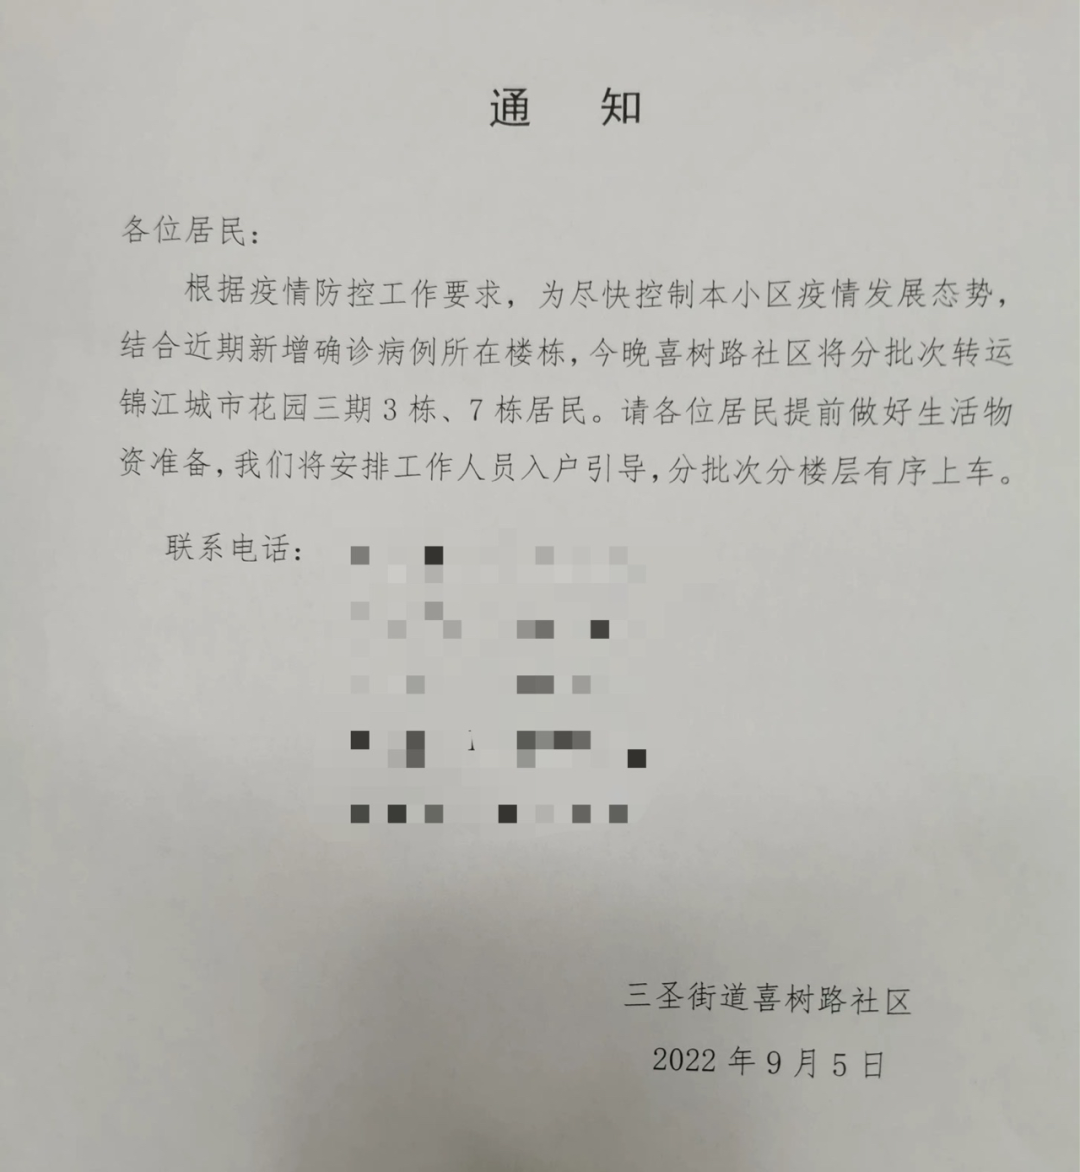 通 知
各位居民：
根据疫情防控工作要求，为尽快控制本小区疫情发展态势，
结合近期新增确诊病例所在楼栋，今晚喜树路社区将分批次转运
锦江城市花园三期 3 栋、7 栋居民。请各位居民提前做好生活物
资准备，我们将安排工作人员入户引导，分批次分楼层有序上车。
联系电话：
三圣街道喜树路社区
2022 年 9 月 5 日